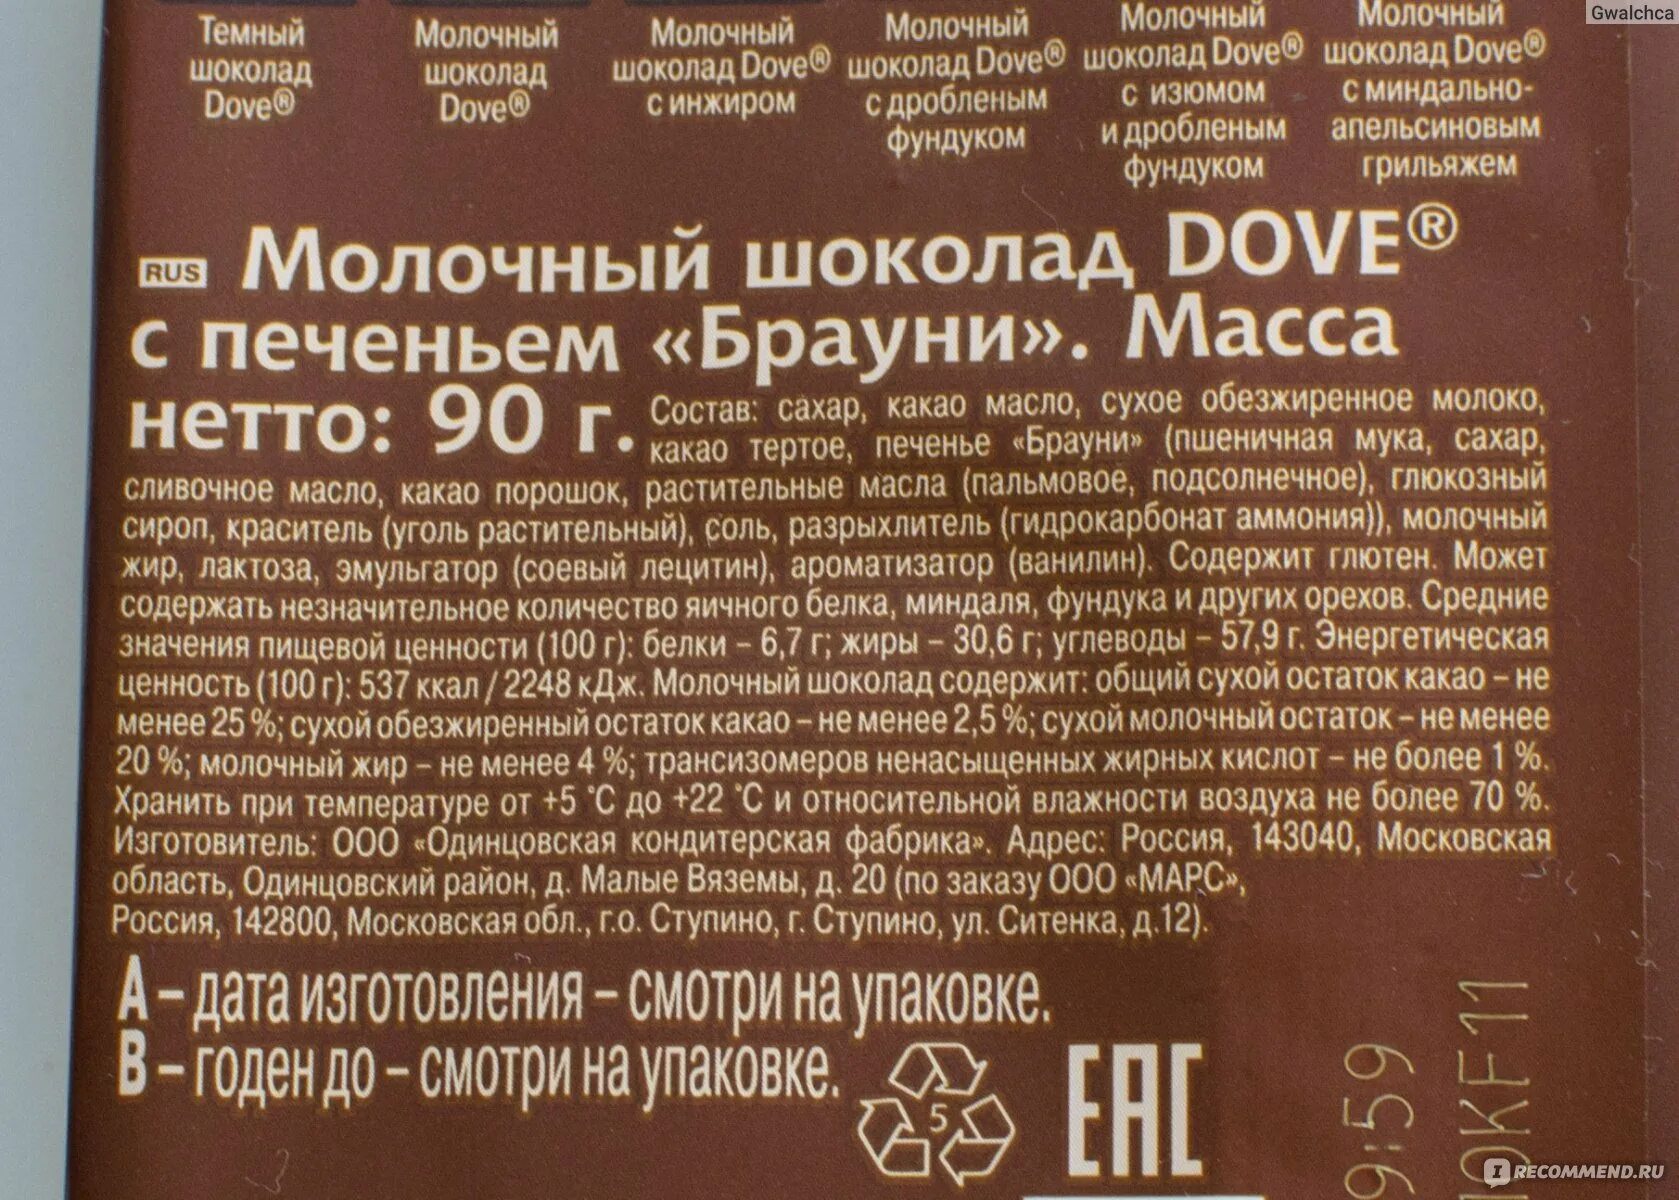 Gwalchca
Темный
шоколад
Dove®
Молочный
шоколад
Dove®
Молочный
шоколад Dove®
с инжиром
Молочный
шоколад Dove®
с дробленым
фундуком
Молочный
шоколад Dove®
с изюмом
и дробленым
фундуком
Молочный
шоколад Dove®
с миндально-
апельсиновым
грильяжем
RUS Молочный шоколад DOVE®
с печеньем «Брауни». Масса
нетто: 90 г. Состав: сахар, какао масло, сухое обезжиренное молоко,
какао тертое, печенье «Брауни» (пшеничная мука, сахар,
сливочное масло, какао порошок, растительные масла (пальмовое, подсолнечное), глюкозный
сироп, краситель (уголь растительный), соль, разрыхлитель (гидрокарбонат аммония)), молочный
жир, лактоза, эмульгатор (соевый лецитин), ароматизатор (ванилин). Содержит глютен. Может
содержать незначительное количество яичного белка, миндаля, фундука и других орехов. Средние
значения пищевой ценности (100 г): белки – 6,7 г; жиры – 30,6 г; углеводы – 57,9 г. Энергетическая
ценность (100 г): 537 ккал / 2248 кДж. Молочный шоколад содержит: общий сухой остаток какао – не
менее 25 %; сухой обезжиренный остаток какао – не менее 2,5 %; сухой молочный остаток – не менее
20 %; молочный жир – не менее 4 %; трансизомеров ненасыщенных жирных кислот – не более 1 %.
Хранить при температуре от +5 °С до +22 °С и относительной влажности воздуха не более 70 %.
Изготовитель: ООО «Одинцовская кондитерская фабрика». Адрес: Россия, 143040, Московская
область, Одинцовский район, д. Малые Вяземы, д. 20 (по заказу ООО «МАРС»,
Россия, 142800, Московская обл., г.о. Ступино, г. Ступино, ул. Ситенка, д.12).
А – дата изготовления – смотри на упаковке.
В – годен до – смотри на упаковке.
5
EAC
9:59
KF11
IRECOMMEND.RU